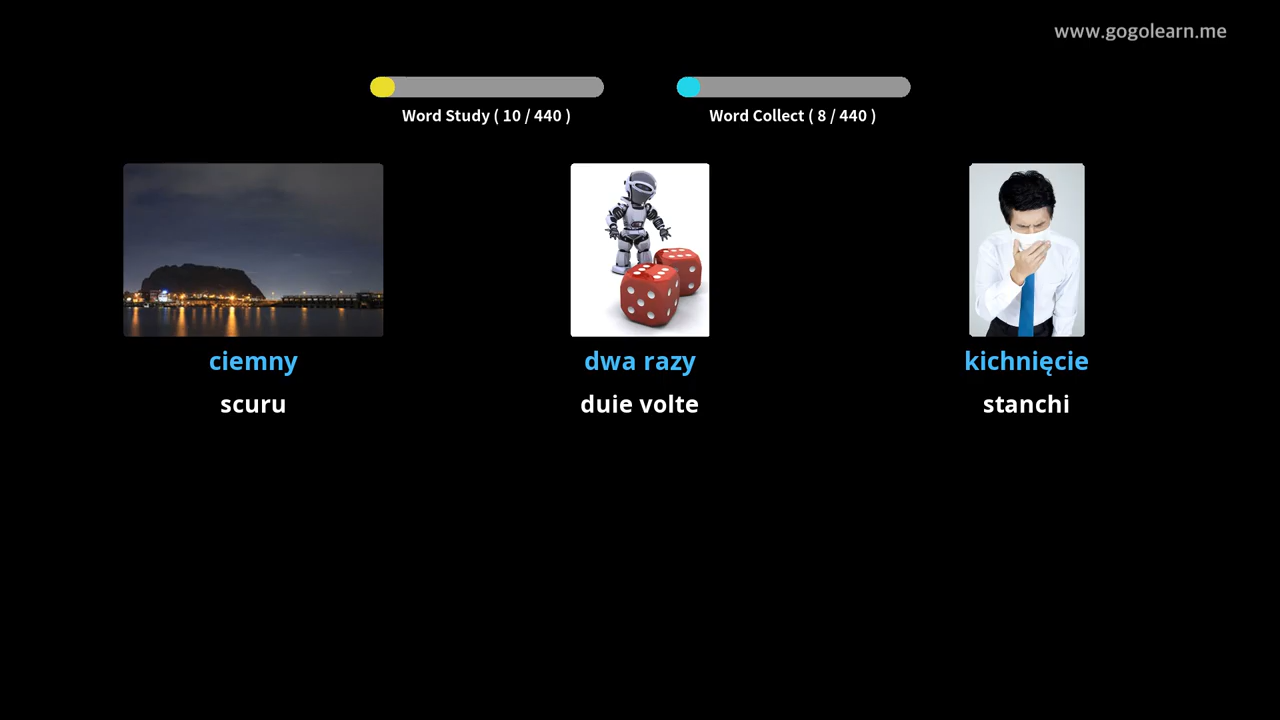 www.gogolearn.me
Word Study ( 10 / 440 )
Word Collect ( 8 / 440 )
ciemny
dwa razy
kichnięcie
scuru
duie volte
stanchi